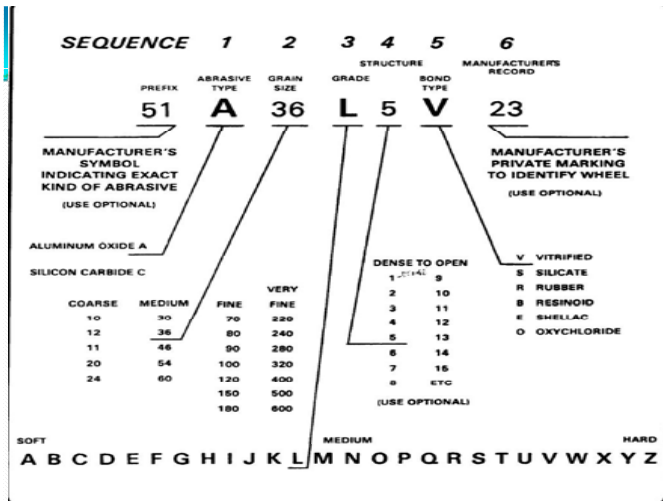 SEQUENCE 1 2 3 4 5 6
STRUCTURE MANUFACTURER'S
RECORD
PREFIX ABRASIVE TYPE GRAIN SIZE GRADE BOND TYPE
51 A 36 L 5 V 23
MANUFACTURER'S
SYMBOL
INDICATING EXACT
KIND OF ABRASIVE
(USE OPTIONAL)
MANUFACTURER'S
PRIVATE MARKING
TO IDENTIFY WHEEL
(USE OPTIONAL)
ALUMINUM OXIDE A
SILICON CARBIDE C
COARSE MEDIUM FINE VERY FINE
10 30 70 220
12 36 80 240
11 46 90 280
20 54 100 320
24 60 120 400
150 500
180 600
DENSE TO OPEN
1 9
2 10
3 11
4 12
5 13
6 14
7 15
8 ETC
(USE OPTIONAL)
V VITRIFIED
S SILICATE
R RUBBER
B RESINOID
E SHELLAC
O OXYCHLORIDE
SOFT MEDIUM HARD
A B C D E F G H I J K L M N O P Q R S T U V W X Y Z